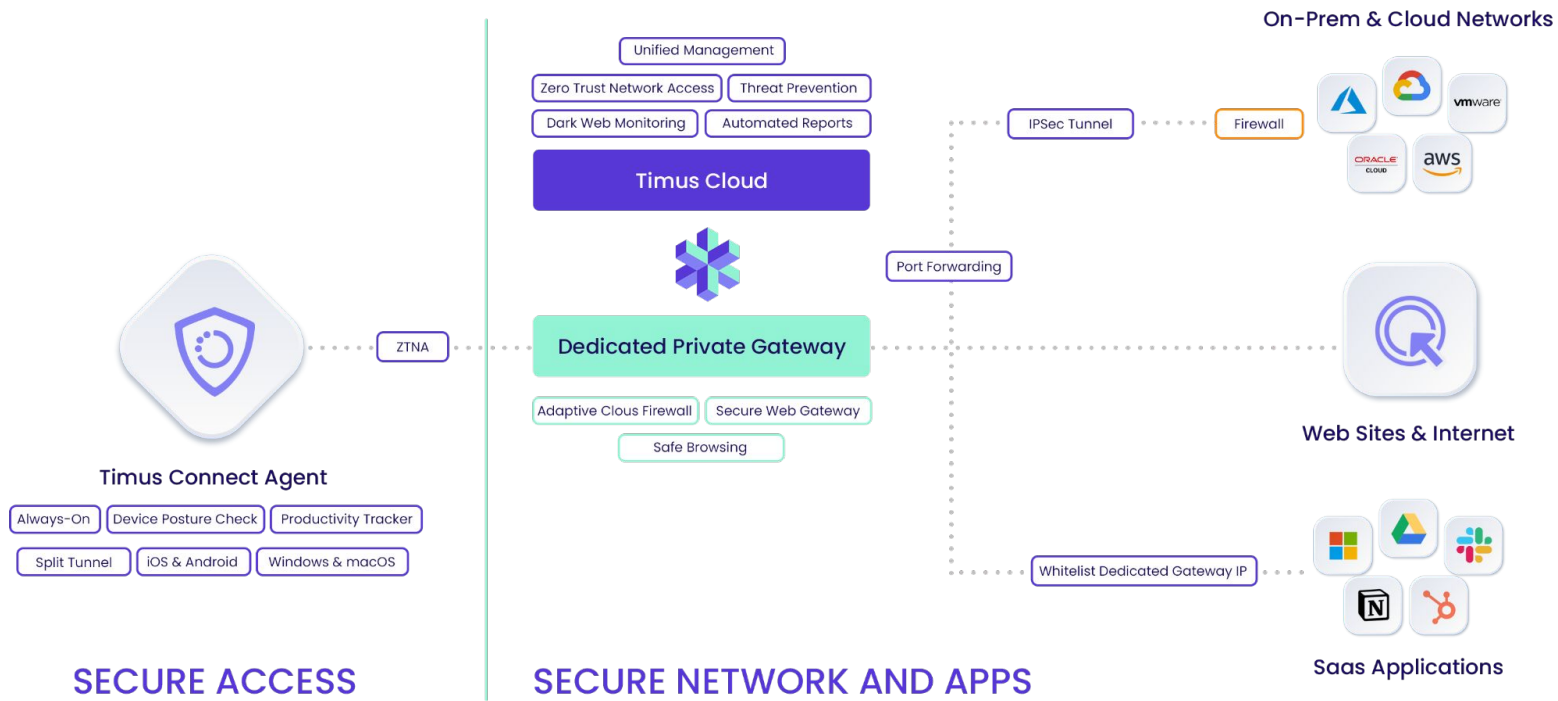 On-Prem & Cloud Networks
Unified Management
Zero Trust Network Access
Threat Prevention
Dark Web Monitoring
Automated Reports
Timus Cloud
IPSec Tunnel
Firewall
vmware
ORACLE
CLOUD
aws
Port Forwarding
ZTNA
Dedicated Private Gateway
Adaptive Clous Firewall
Secure Web Gateway
Safe Browsing
Web Sites & Internet
Timus Connect Agent
Always-On
Device Posture Check
Productivity Tracker
Split Tunnel
iOS & Android
Windows & macOS
Whitelist Dedicated Gateway IP
N
Saas Applications
SECURE ACCESS
SECURE NETWORK AND APPS